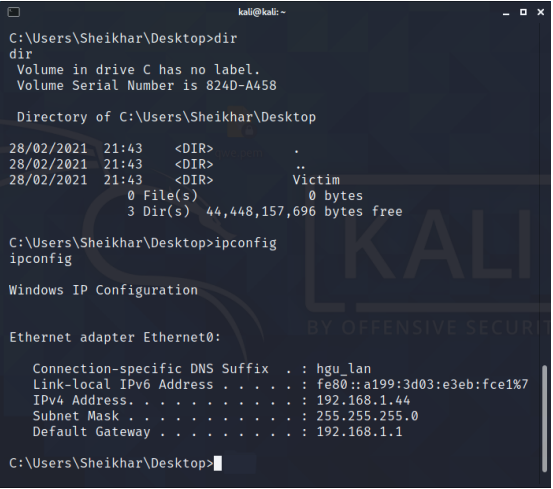 kali@kali: ~
C:\Users\Sheikhar\Desktop>dir
dir
 Volume in drive C has no label.
 Volume Serial Number is 824D-A458

 Directory of C:\Users\Sheikhar\Desktop

28/02/2021  21:43    <DIR>          .
28/02/2021  21:43    <DIR>          ..
28/02/2021  21:43    <DIR>          Victim
               0 File(s)              0 bytes
               3 Dir(s)  44,448,157,696 bytes free

C:\Users\Sheikhar\Desktop>ipconfig
ipconfig

Windows IP Configuration


Ethernet adapter Ethernet0:

   Connection-specific DNS Suffix  . : hgu_lan
   Link-local IPv6 Address . . . . . : fe80::a199:3d03:e3eb:fce1%7
   IPv4 Address. . . . . . . . . . . : 192.168.1.44
   Subnet Mask . . . . . . . . . . . : 255.255.255.0
   Default Gateway . . . . . . . . . : 192.168.1.1

C:\Users\Sheikhar\Desktop>
KALI
BY OFFENSIVE SECURIT